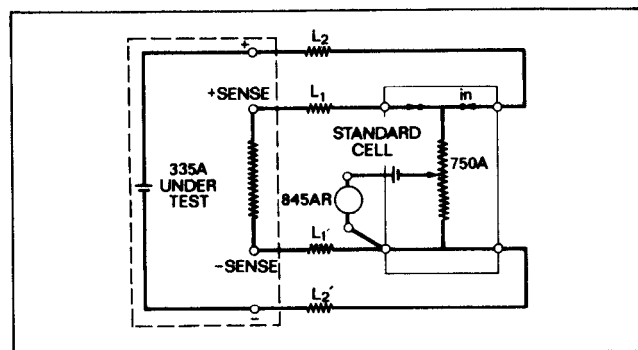 L2
+
+SENSE
L1
in
STANDARD
CELL
750A
335A
UNDER
TEST
845AR
L1'
-SENSE
L2'
-